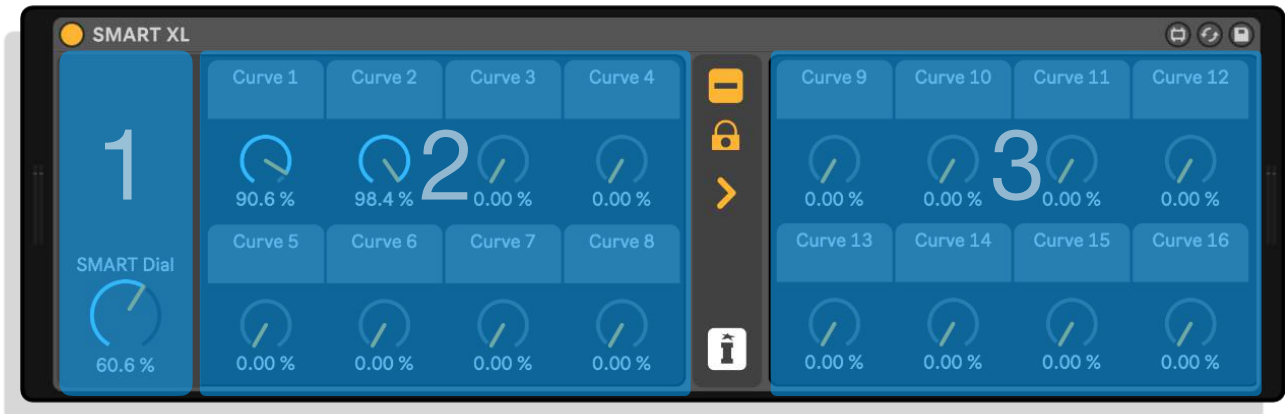 SMART XL
1
SMART Dial
60.6 %
2
Curve 1 Curve 2 Curve 3 Curve 4
90.6 % 98.4 % 0.00 % 0.00 %
Curve 5 Curve 6 Curve 7 Curve 8
0.00 % 0.00 % 0.00 % 0.00 %
3
Curve 9 Curve 10 Curve 11 Curve 12
0.00 % 0.00 % 0.00 % 0.00 %
Curve 13 Curve 14 Curve 15 Curve 16
0.00 % 0.00 % 0.00 % 0.00 %